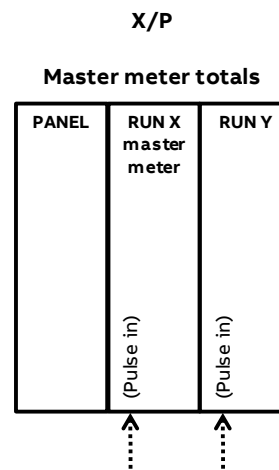 X/P
Master meter totals
PANEL
RUN X
master
meter
RUN Y
(Pulse in)
(Pulse in)